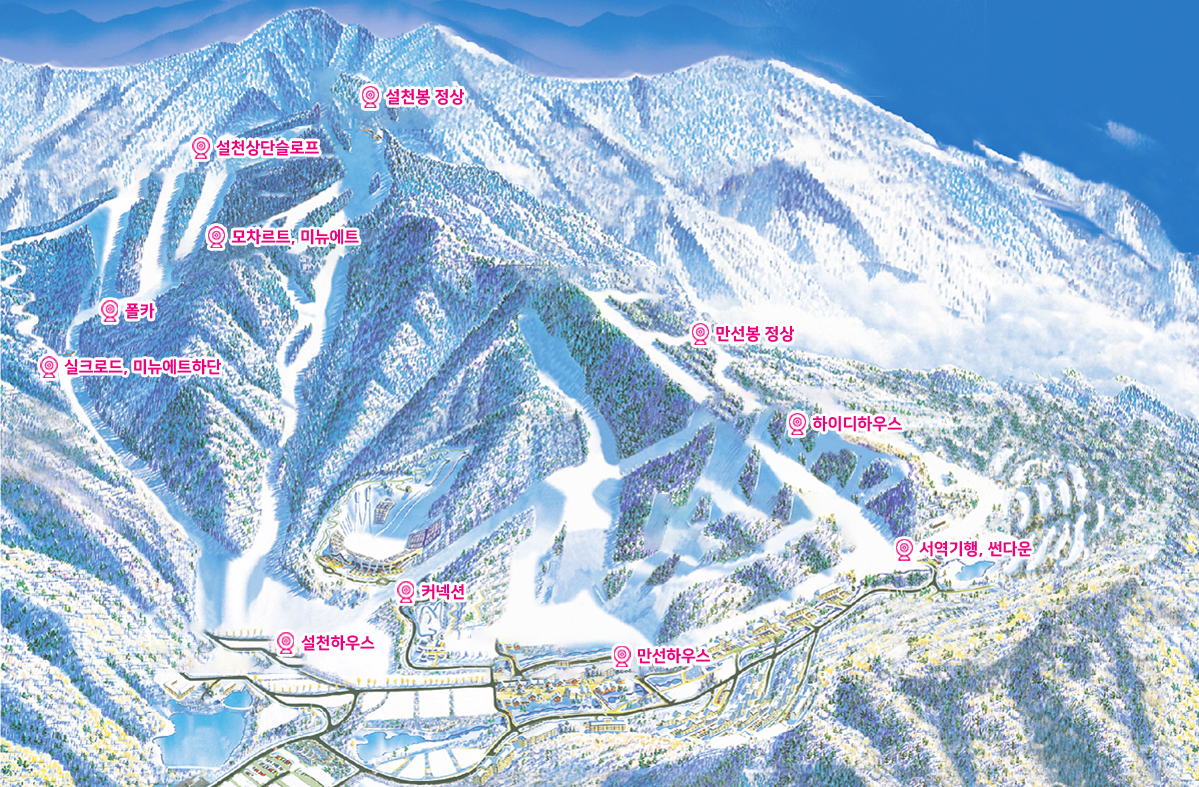 설천봉 정상
설천상단슬로프
모차르트, 미뉴에트
폴카
만선봉 정상
실크로드, 미뉴에트하단
하이디하우스
서역기행, 썬다운
커넥션
설천하우스
만선하우스